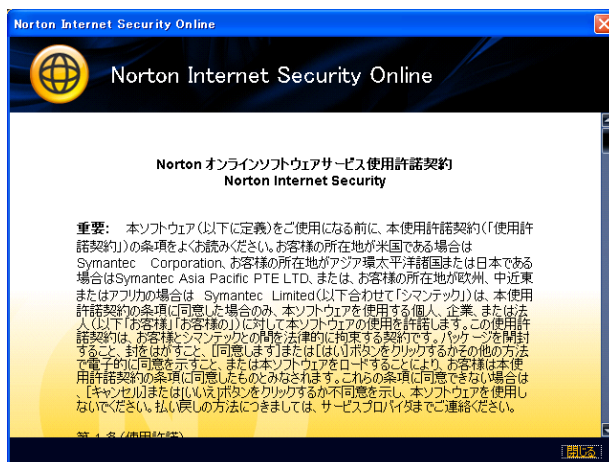 Norton Internet Security Online
Norton Internet Security Online
Norton オンラインソフトウェアサービス使用許諾契約
Norton Internet Security
重要: 本ソフトウェア(以下に定義)をご使用になる前に、本使用許諾契約(「使用許
諾契約」)の条項をよくお読みください。お客様の所在地が米国である場合は
Symantec Corporation、お客様の所在地がアジア環太平洋諸国または日本である
場合はSymantec Asia Pacific PTE LTD、または、お客様の所在地が欧州、中近東
またはアフリカの場合は Symantec Limited(以下合わせて「シマンテック」)は、本使用
許諾契約の条項に同意した場合のみ、本ソフトウェアを使用する個人、企業、または法
人(以下「お客様」「お客様の」)に対して本ソフトウェアの使用を許諾します。この使用許
諾契約は、お客様とシマンテックとの間を法律的に拘束する契約です。パッケージを開封
すること、封をはがすこと、[同意します]または[はい]ボタンをクリックするかその他の方法
で電子的に同意を示すこと、または本ソフトウェアをロードすることにより、お客様は本使
用許諾契約の条項に同意したものとみなされます。これらの条項に同意できない場合は
、[キャンセル]または[いいえ]ボタンをクリックするか不同意を示し、本ソフトウェアを使用し
ないでください。払い戻しの方法につきましては、サービスプロバイダまでご連絡ください。
第 1 条(使用許諾)
閉じる